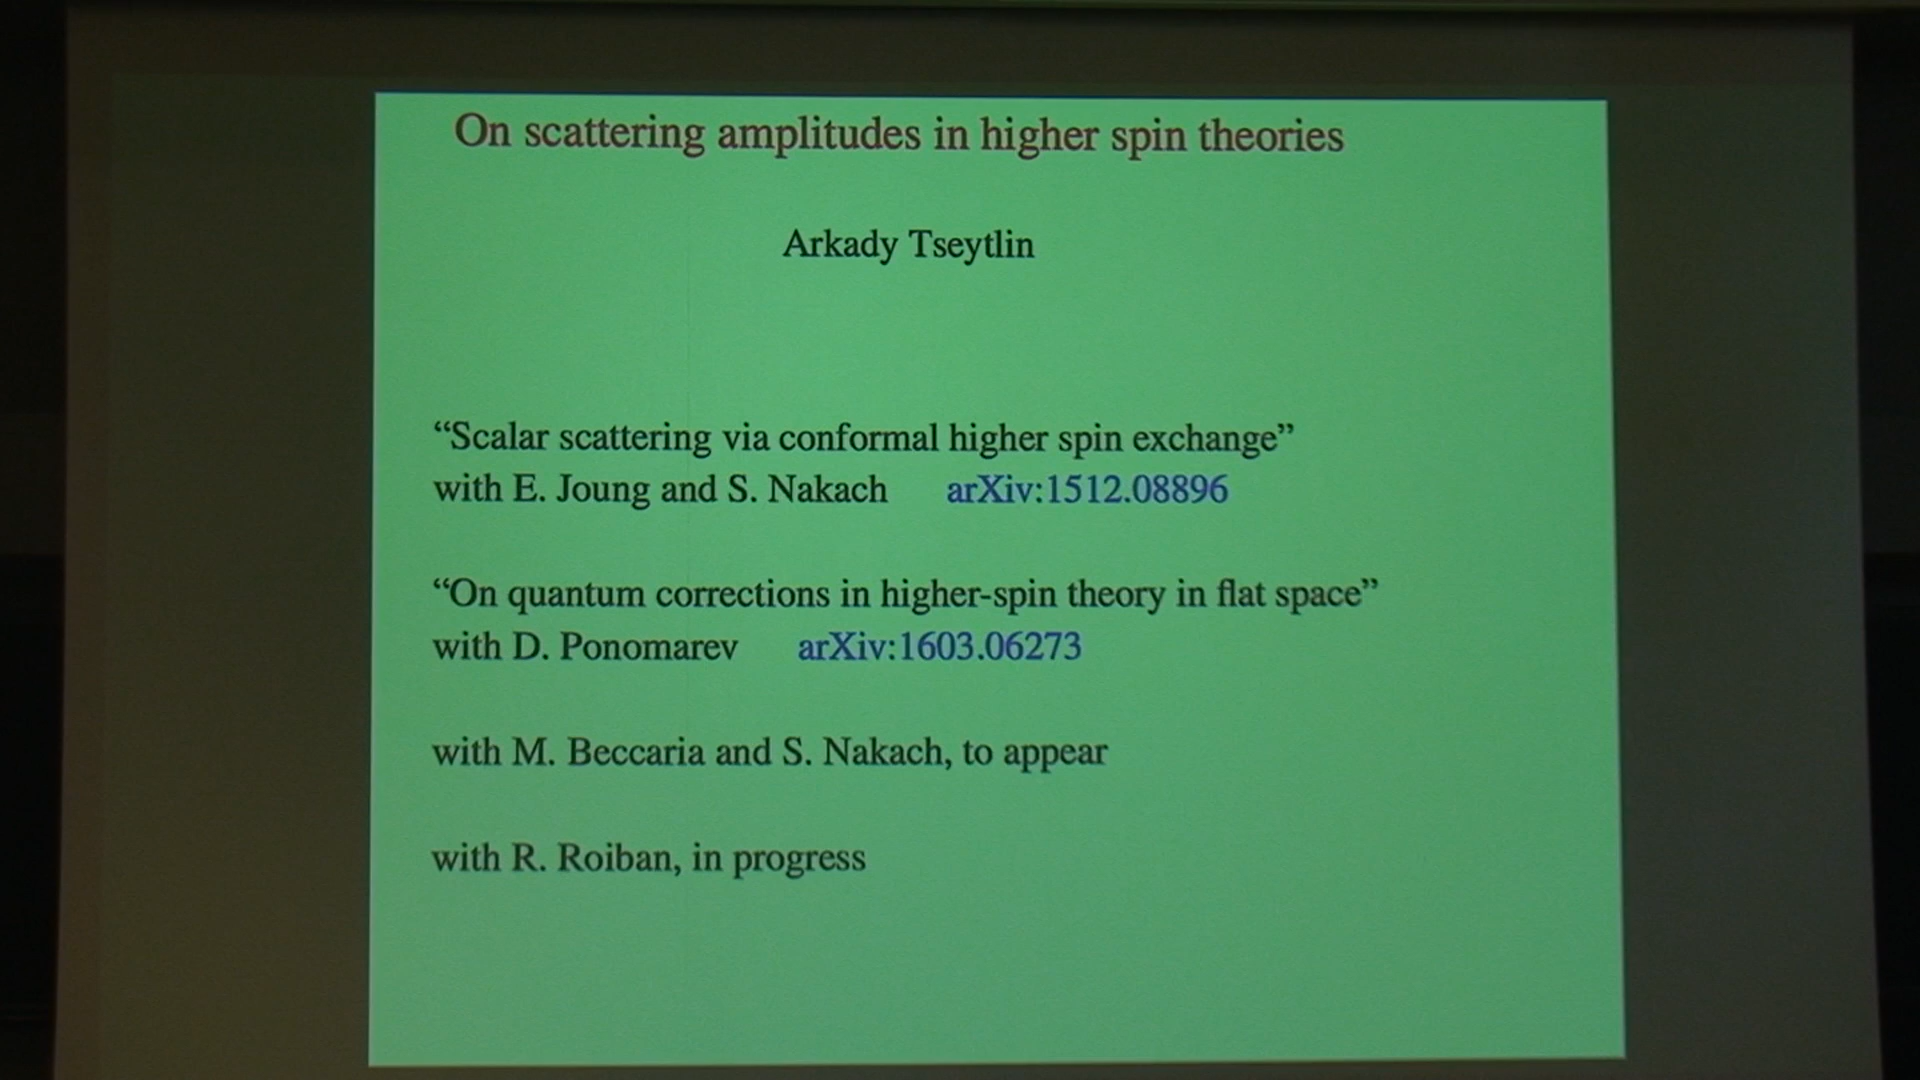 On scattering amplitudes in higher spin theories
Arkady Tseytlin
“Scalar scattering via conformal higher spin exchange”
with E. Joung and S. Nakach arXiv:1512.08896
“On quantum corrections in higher-spin theory in flat space”
with D. Ponomarev arXiv:1603.06273
with M. Beccaria and S. Nakach, to appear
with R. Roiban, in progress